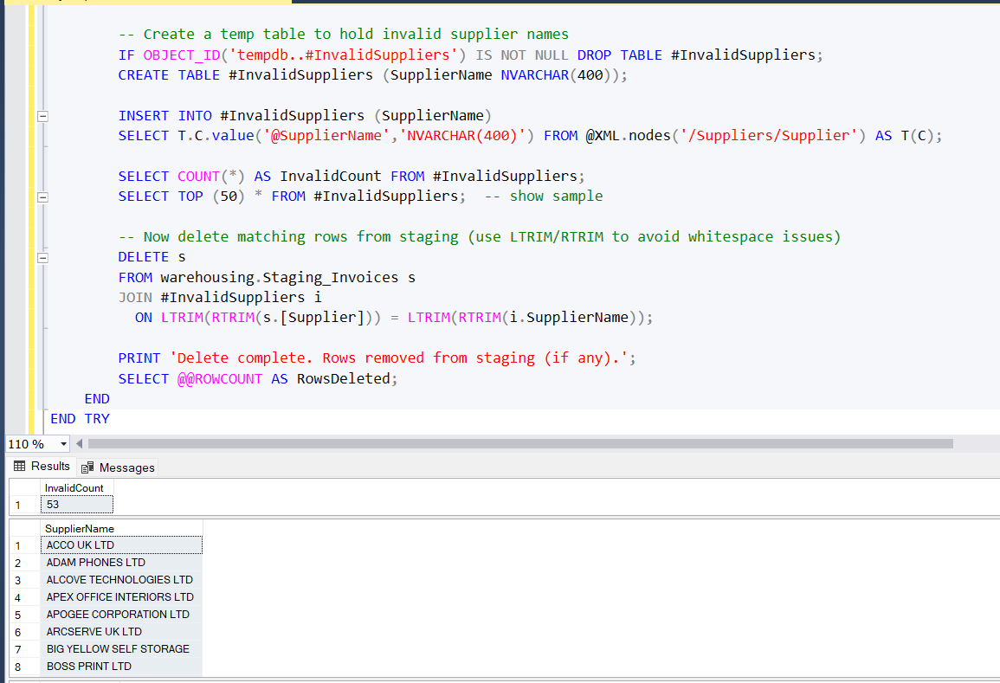 -- Create a temp table to hold invalid supplier names
IF OBJECT_ID('tempdb..#InvalidSuppliers') IS NOT NULL DROP TABLE #InvalidSuppliers;
CREATE TABLE #InvalidSuppliers (SupplierName NVARCHAR(400));
INSERT INTO #InvalidSuppliers (SupplierName)
SELECT T.C.value('@SupplierName','NVARCHAR(400)') FROM @XML.nodes('/Suppliers/Supplier') AS T(C);
SELECT COUNT(*) AS InvalidCount FROM #InvalidSuppliers;
SELECT TOP (50) * FROM #InvalidSuppliers;  -- show sample
-- Now delete matching rows from staging (use LTRIM/RTRIM to avoid whitespace issues)
DELETE s
FROM warehousing.Staging_Invoices s
JOIN #InvalidSuppliers i
ON LTRIM(RTRIM(s.[Supplier])) = LTRIM(RTRIM(i.SupplierName));
PRINT 'Delete complete. Rows removed from staging (if any).';
SELECT @@ROWCOUNT AS RowsDeleted;
END
END TRY
110 %
Results Messages
InvalidCount
1 53
SupplierName
1 ACCO UK LTD
2 ADAM PHONES LTD
3 ALCOVE TECHNOLOGIES LTD
4 APEX OFFICE INTERIORS LTD
5 APOGEE CORPORATION LTD
6 ARCSERVE UK LTD
7 BIG YELLOW SELF STORAGE
8 BOSS PRINT LTD